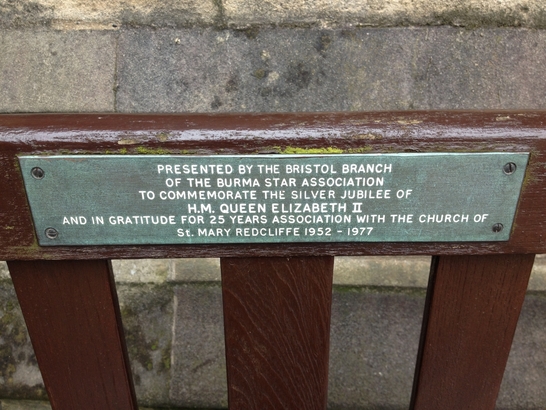 PRESENTED BY THE BRISTOL BRANCH
OF THE BURMA STAR ASSOCIATION
TO COMMEMORATE THE SILVER JUBILEE OF
H.M. QUEEN ELIZABETH II
AND IN GRATITUDE FOR 25 YEARS ASSOCIATION WITH THE CHURCH OF
St. MARY REDCLIFFE 1952 - 1977